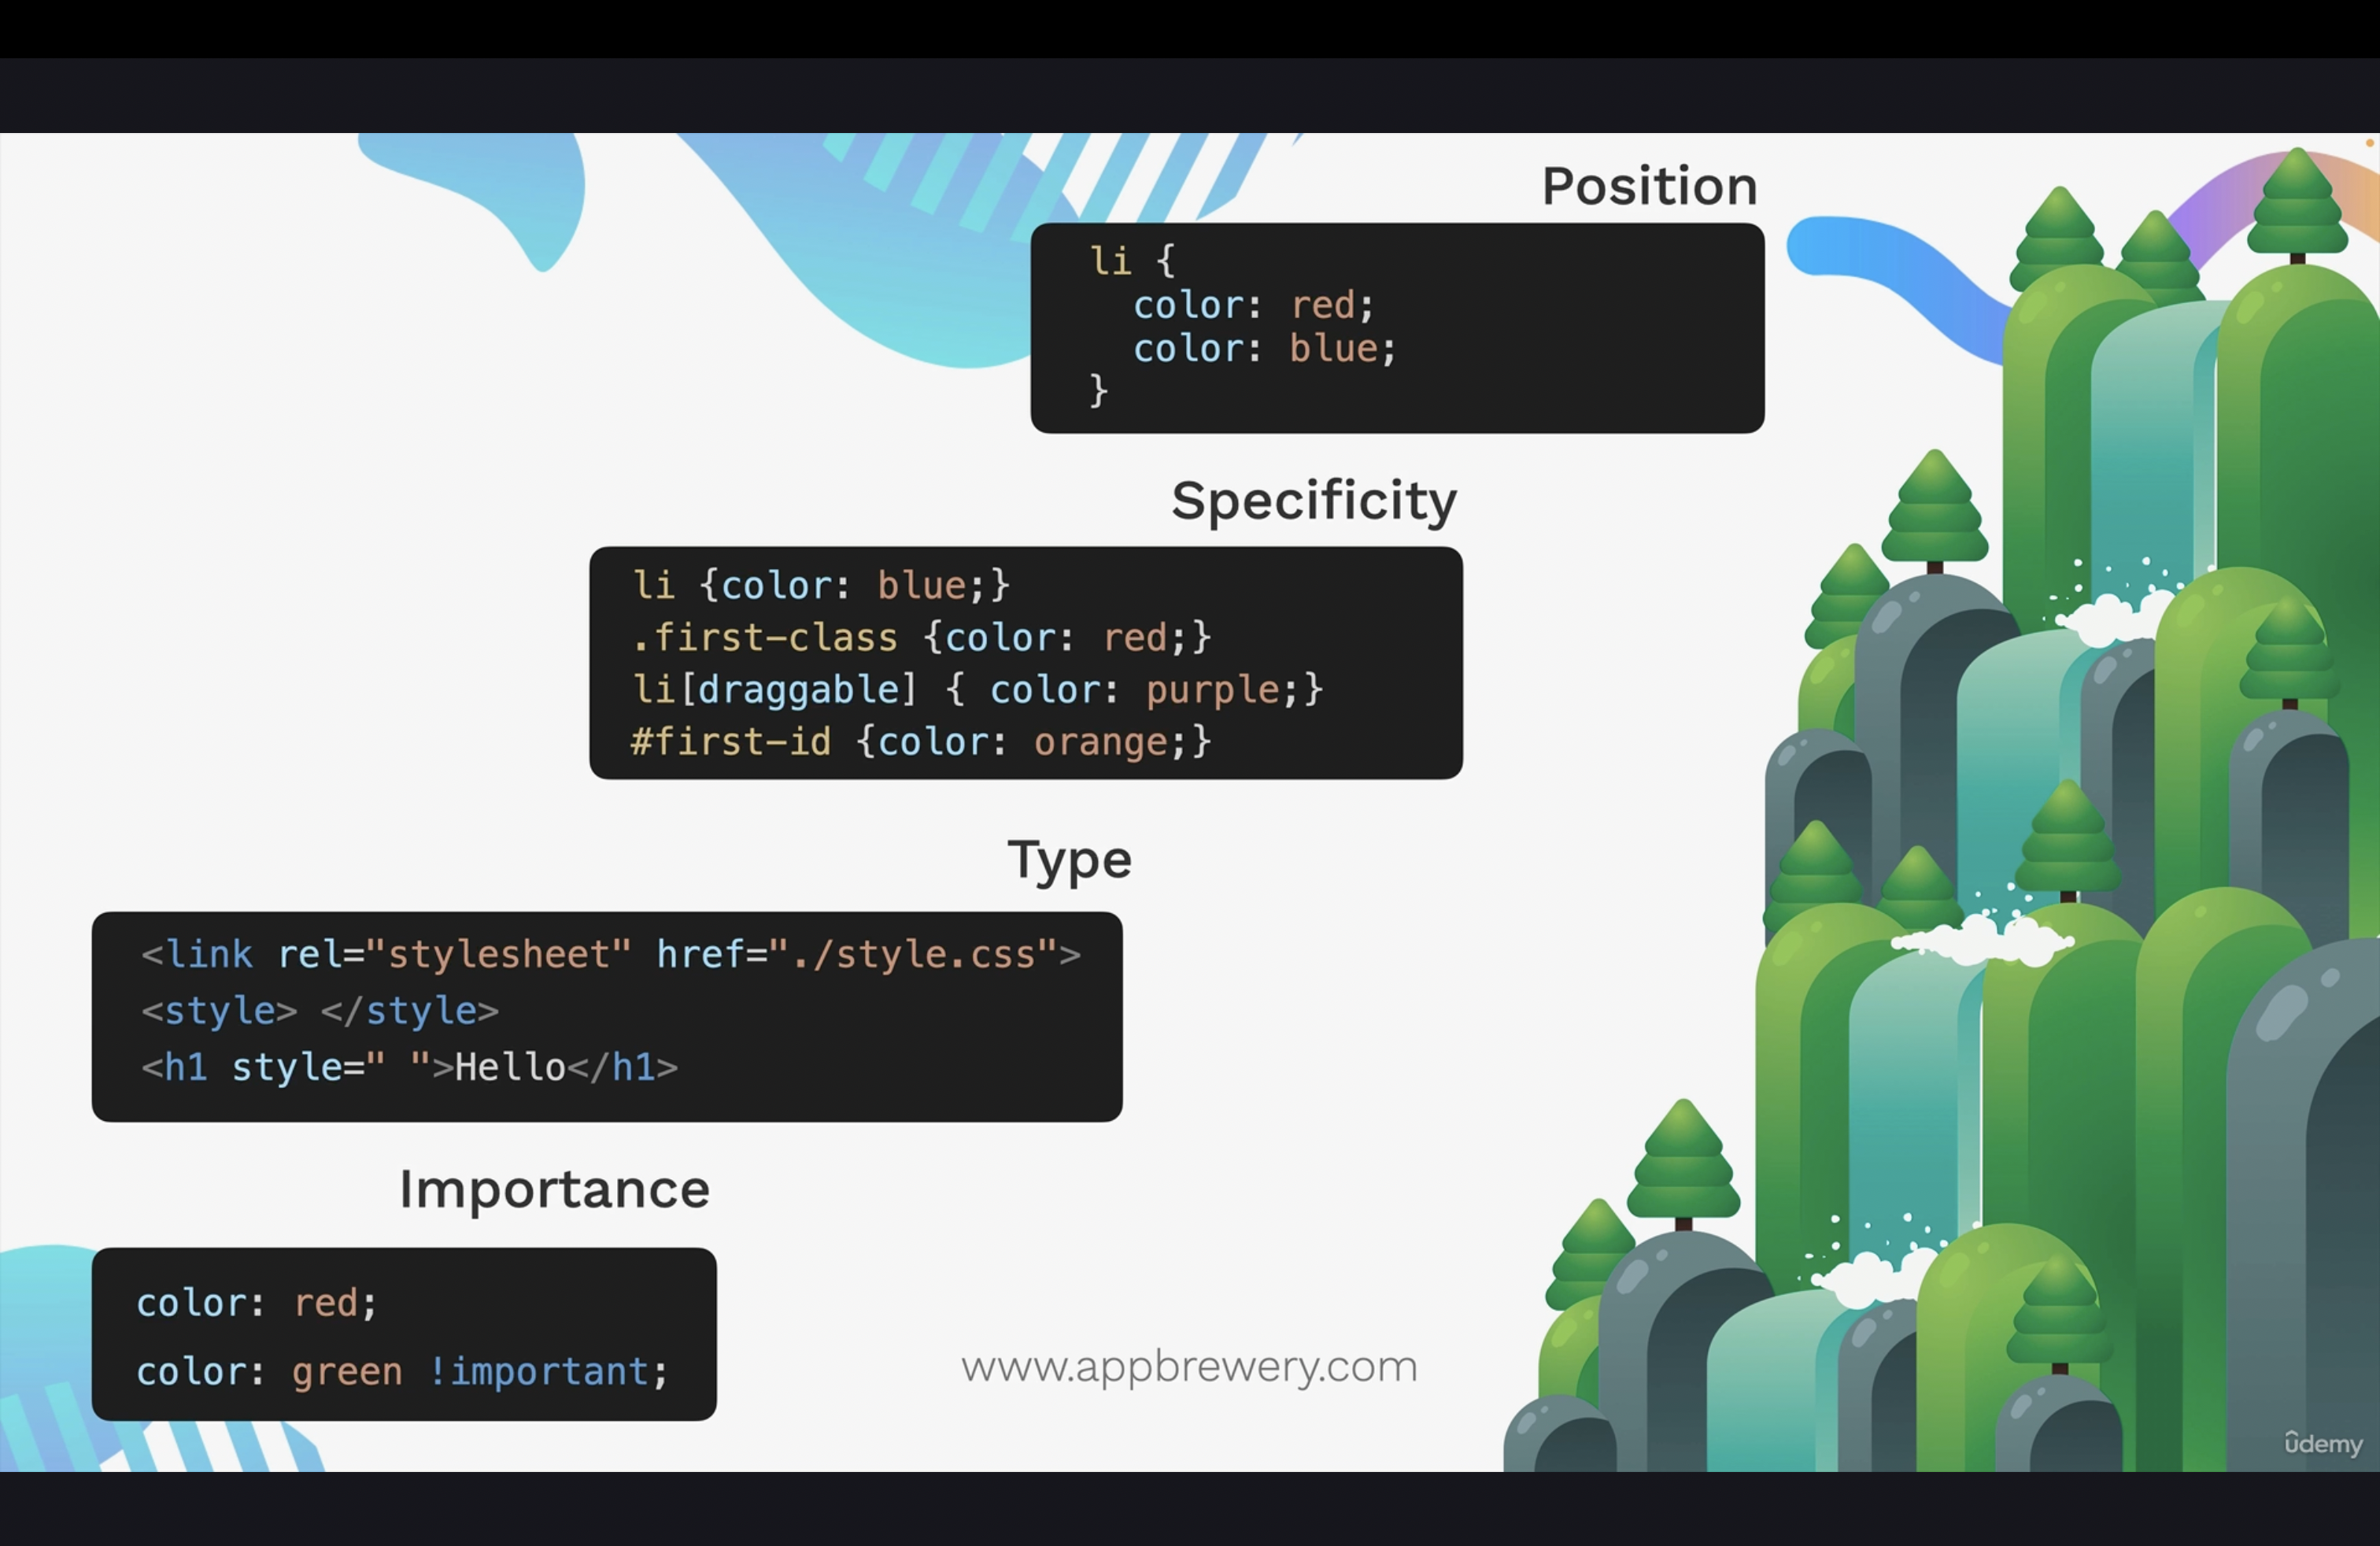 Position
li {
  color: red;
  color: blue;
}
Specificity
li {color: blue;}
.first-class {color: red;}
li[draggable] { color: purple;}
#first-id {color: orange;}
Type
<link rel="stylesheet" href="./style.css">
<style> </style>
<h1 style=" ">Hello</h1>
Importance
color: red;
color: green !important;
www.appbrewery.com
ûdemy